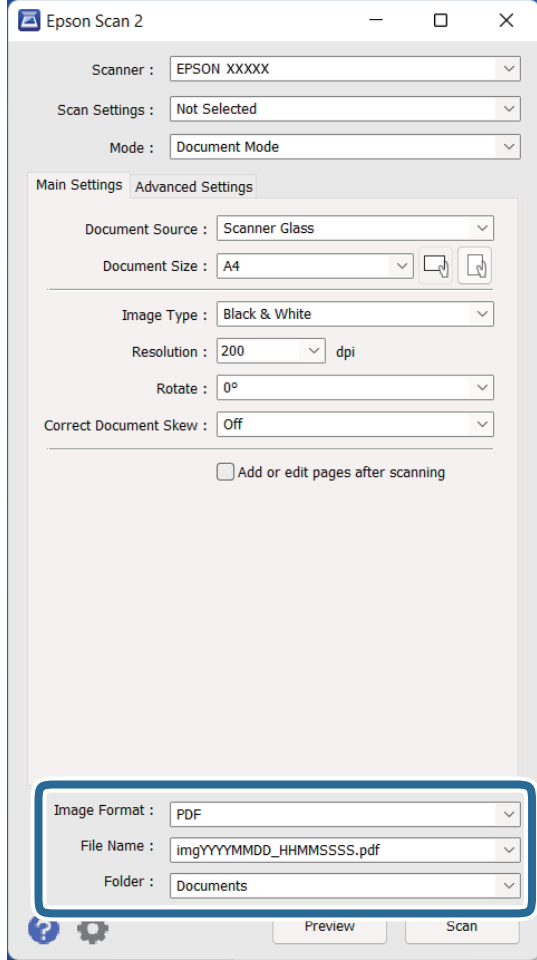 Epson Scan 2
Scanner : EPSON XXXXX
Scan Settings : Not Selected
Mode : Document Mode
Main Settings Advanced Settings
Document Source : Scanner Glass
Document Size : A4
Image Type : Black & White
Resolution : 200 dpi
Rotate : 0°
Correct Document Skew : Off
Add or edit pages after scanning
Image Format : PDF
File Name : imgYYYYMMDD_HHMMSSSS.pdf
Folder : Documents
? Preview Scan